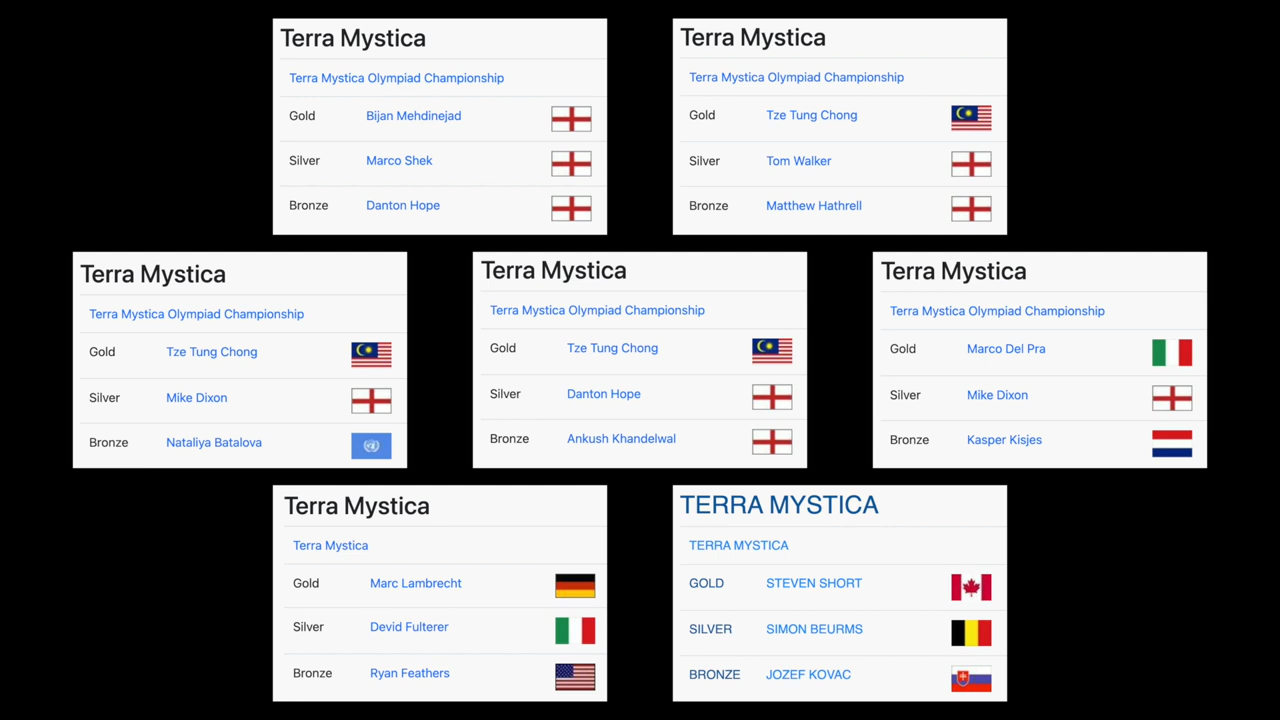 Terra Mystica
Terra Mystica Olympiad Championship
Gold Bijan Mehdinejad
Silver Marco Shek
Bronze Danton Hope
Terra Mystica
Terra Mystica Olympiad Championship
Gold Tze Tung Chong
Silver Tom Walker
Bronze Matthew Hathrell
Terra Mystica
Terra Mystica Olympiad Championship
Gold Tze Tung Chong
Silver Mike Dixon
Bronze Nataliya Batalova
Terra Mystica
Terra Mystica Olympiad Championship
Gold Tze Tung Chong
Silver Danton Hope
Bronze Ankush Khandelwal
Terra Mystica
Terra Mystica Olympiad Championship
Gold Marco Del Pra
Silver Mike Dixon
Bronze Kasper Kisjes
Terra Mystica
Terra Mystica
Gold Marc Lambrecht
Silver Devid Fulterer
Bronze Ryan Feathers
TERRA MYSTICA
TERRA MYSTICA
GOLD STEVEN SHORT
SILVER SIMON BEURMS
BRONZE JOZEF KOVAC